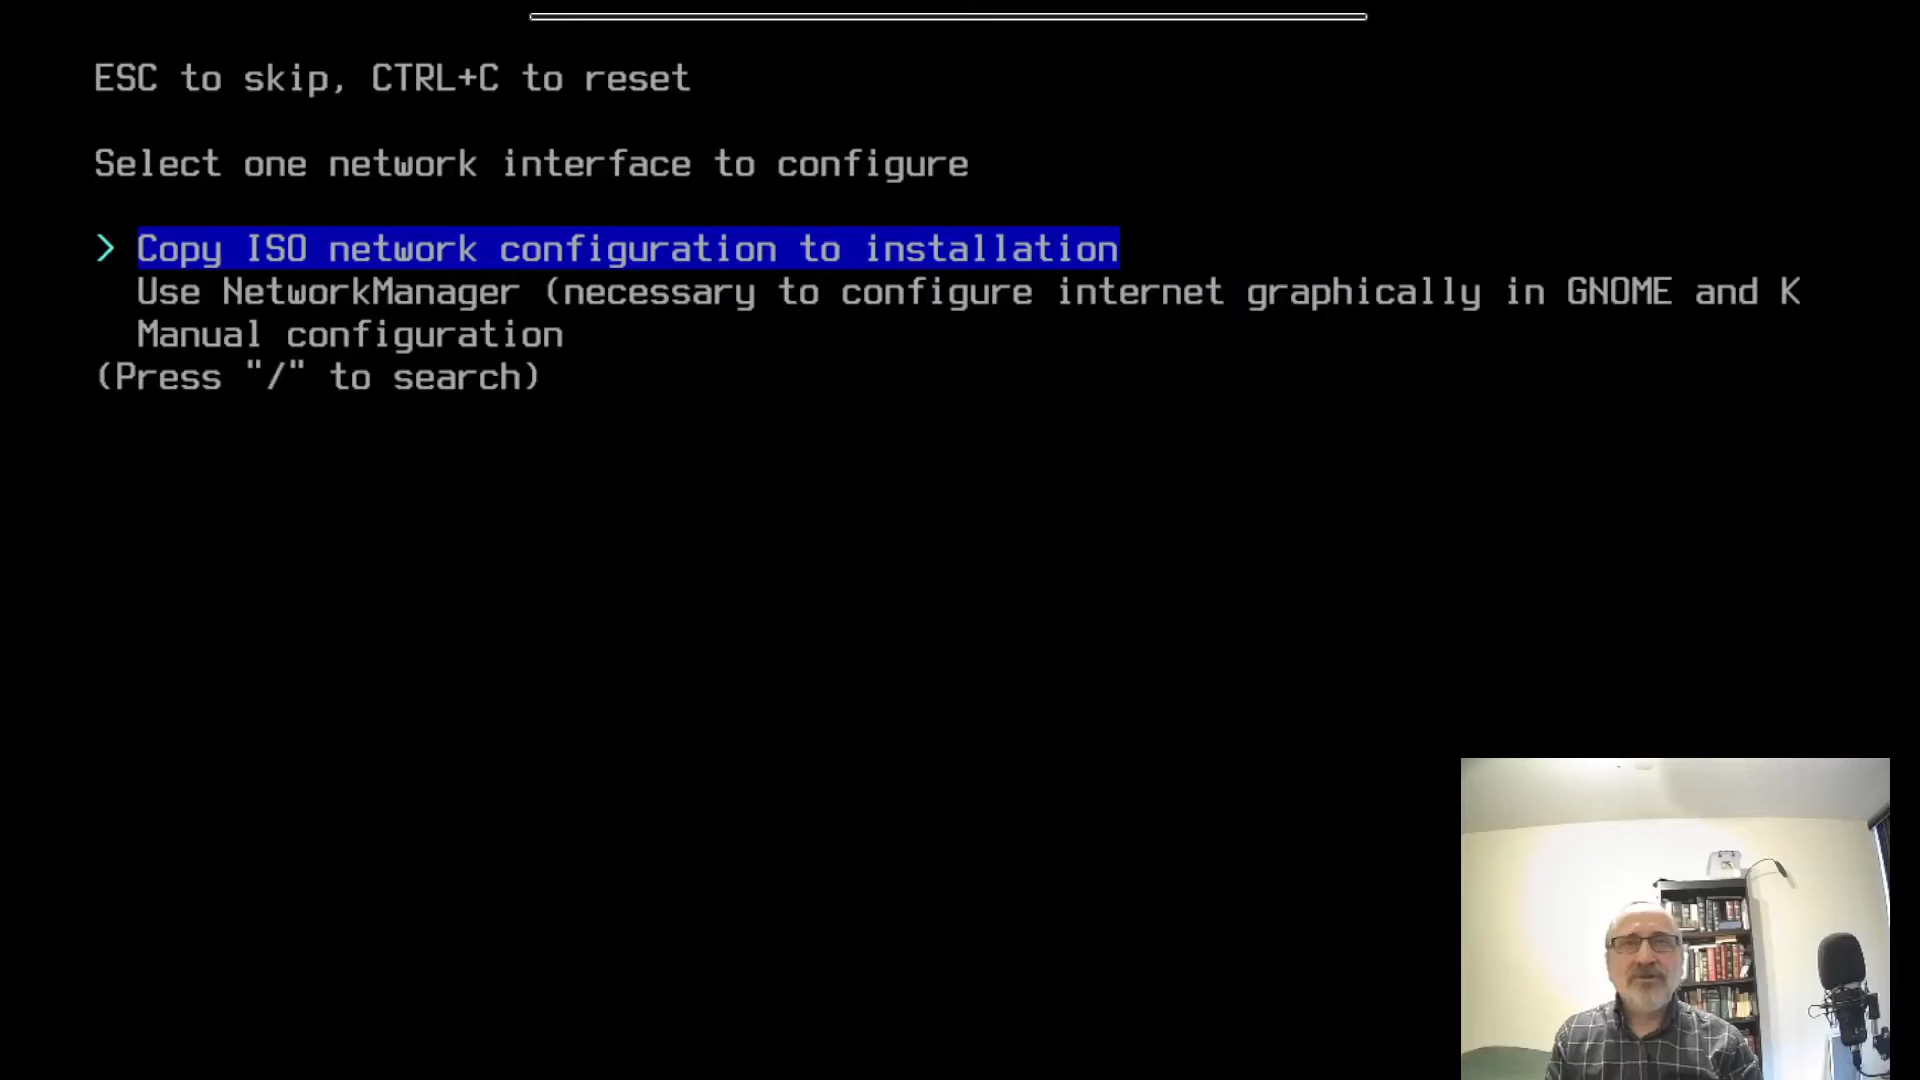 ESC to skip, CTRL+C to reset
Select one network interface to configure
> Copy ISO network configuration to installation
Use NetworkManager (necessary to configure internet graphically in GNOME and K
Manual configuration
(Press "/" to search)